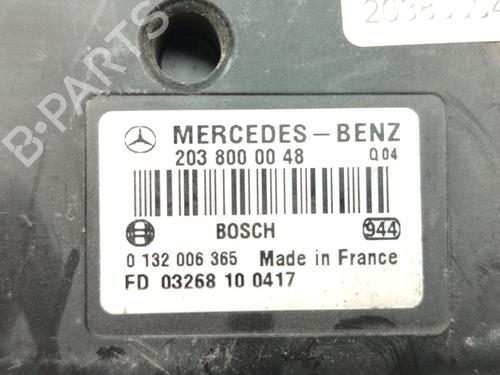 MERCEDES-BENZ
203 800 00 48 Q04
BOSCH 944
0 132 006 365 Made in France
FD 03268 10 0417